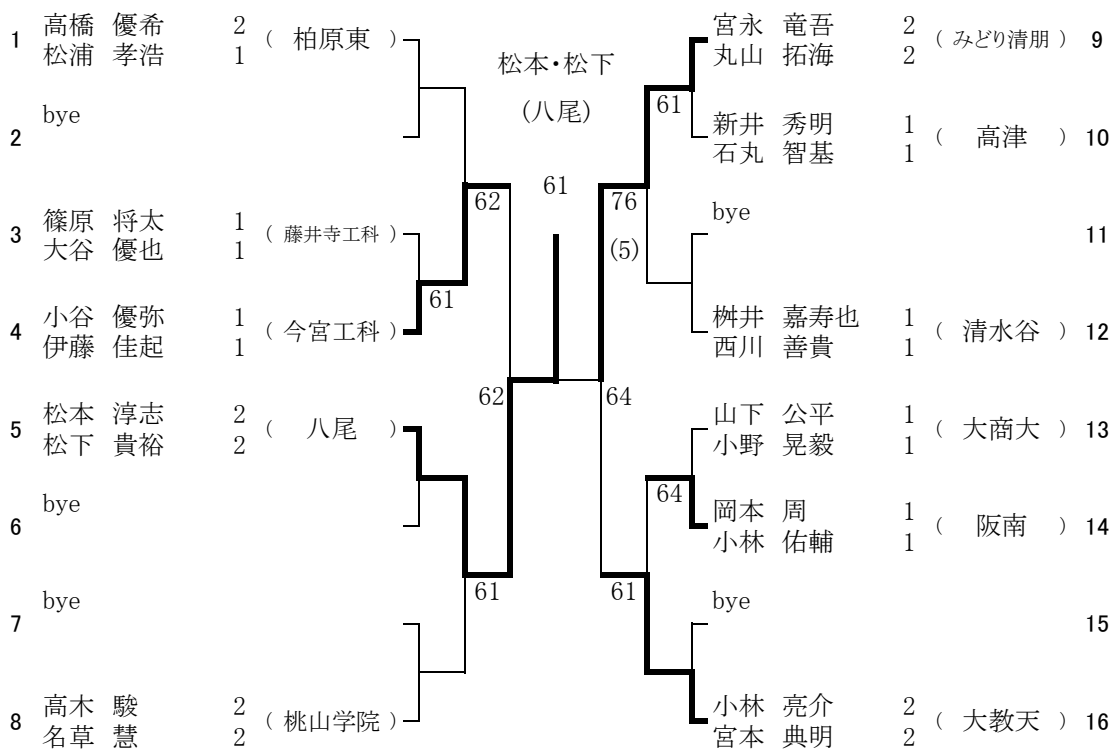 1 高橋 優希 2 ( 柏原東 )
松浦 孝浩 1
2 bye
3 篠原 将太 1 ( 藤井寺工科 )
大谷 優也 1
4 小谷 優弥 1 ( 今宮工科 )
伊藤 佳起 1
5 松本 淳志 2 ( 八尾 )
松下 貴裕 2
6 bye
7 bye
8 高木 駿 2 ( 桃山学院 )
名草 慧 2
62
61
62
61
松本・松下
(八尾)
61
61
76
(5)
64
64
61
宮永 竜吾 2 ( みどり清朋 ) 9
丸山 拓海 2
新井 秀明 1 ( 高津 ) 10
石丸 智基 1
bye 11
桝井 嘉寿也 1 ( 清水谷 ) 12
西川 善貴 1
山下 公平 1 ( 大商大 ) 13
小野 晃毅 1
岡本 周 1 ( 阪南 ) 14
小林 佑輔 1
bye 15
小林 亮介 2 ( 大教天 ) 16
宮本 典明 2